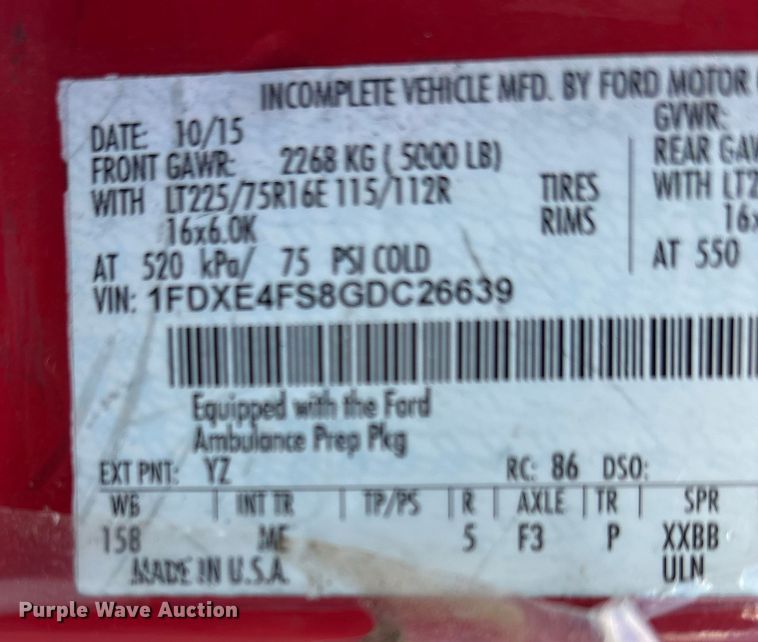 INCOMPLETE VEHICLE MFD. BY FORD MOTOR
DATE: 10/15 GVWR:
FRONT GAWR: 2268 KG ( 5000 LB) REAR GAW
WITH LT225/75R16E 115/112R TIRES WITH LT2
16x6.0K RIMS 16x
AT 520 kPa/ 75 PSI COLD AT 550
VIN: 1FDXE4FS8GDC26639
Equipped with the Ford
Ambulance Prep Pkg
EXT PNT: YZ RC: 86 DSO:
WB | INT TR | TP/PS | R | AXLE | TR | SPR
158 ME 5 F3 P XXBB
MADE IN U.S.A. ULN
Purple Wave Auction